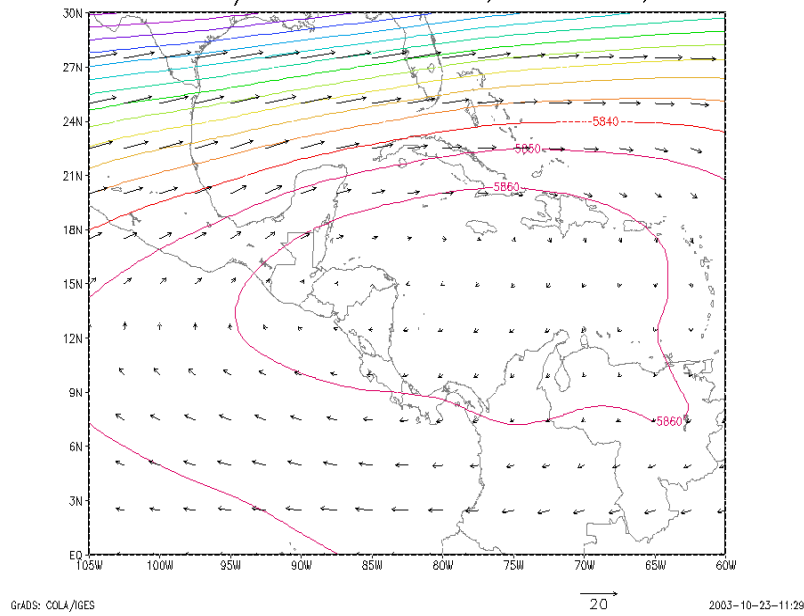 30N
27N
24N
5840
5850
21N
5860
18N
15N
12N
9N
5860
6N
3N
EQ
105W 100W 95W 90W 85W 80W 75W 70W 65W 60W
GrADS: COLA/IGES
20
2003-10-23-11:29